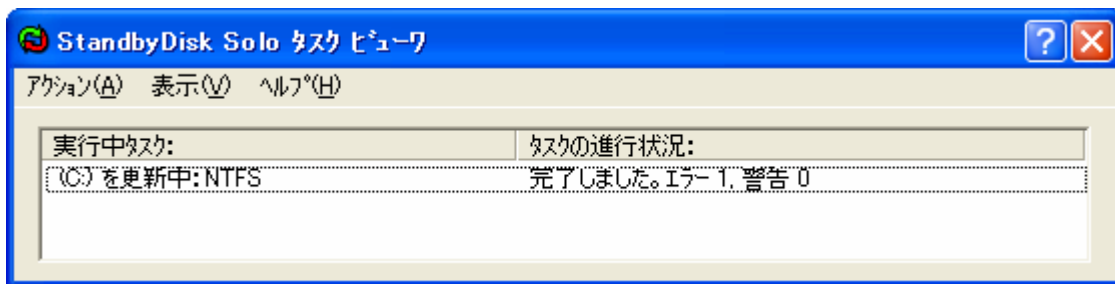 StandbyDisk Solo ﾀｽｸ ﾋﾞｭｰﾜ
ｱｸｼｮﾝ(A) 表示(V) ﾍﾙﾌﾟ(H)
実行中ﾀｽｸ: ﾀｽｸの進行状況:
(C:) を更新中: NTFS 完了しました。ｴﾗｰ 1, 警告 0